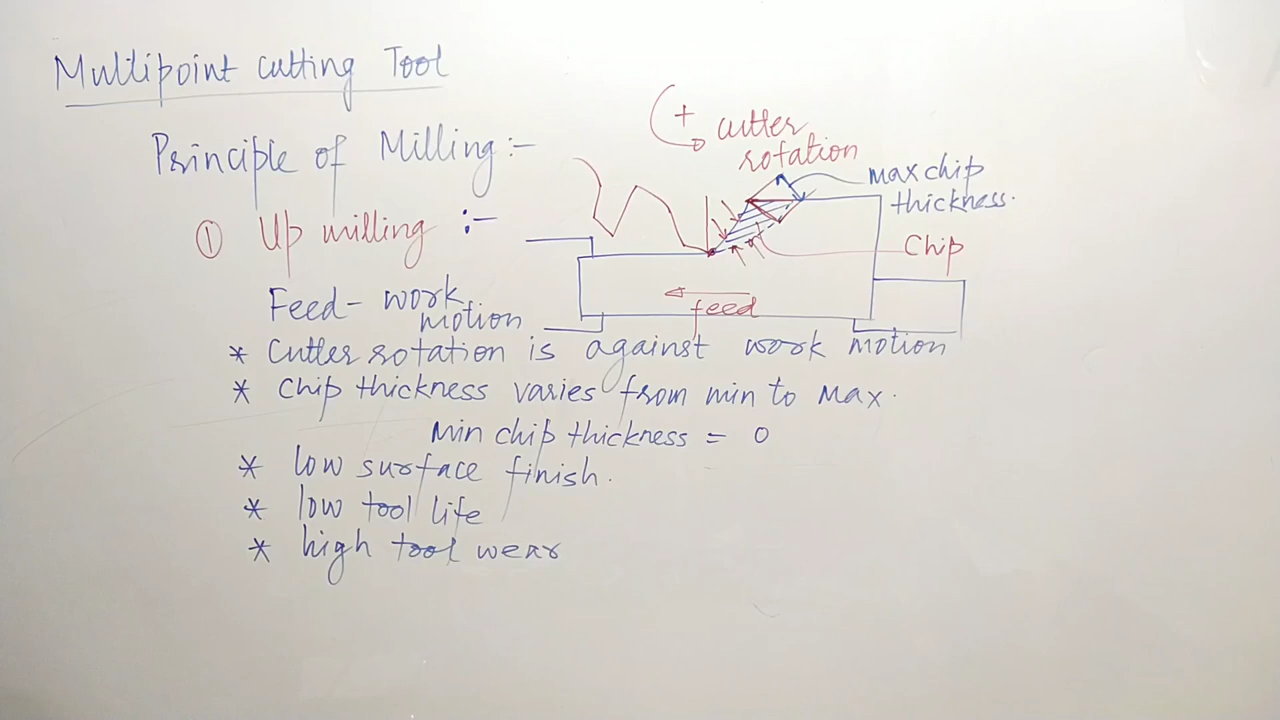 Multipoint cutting Tool
Principle of Milling :-
① Up milling :-
+ cutter
rotation
max chip
thickness.
Chip
feed
Feed - work
motion
* Cutter rotation is against work motion
* Chip thickness varies from min to max.
Min chip thickness = 0
* low surface finish.
* low tool life
* high tool wear